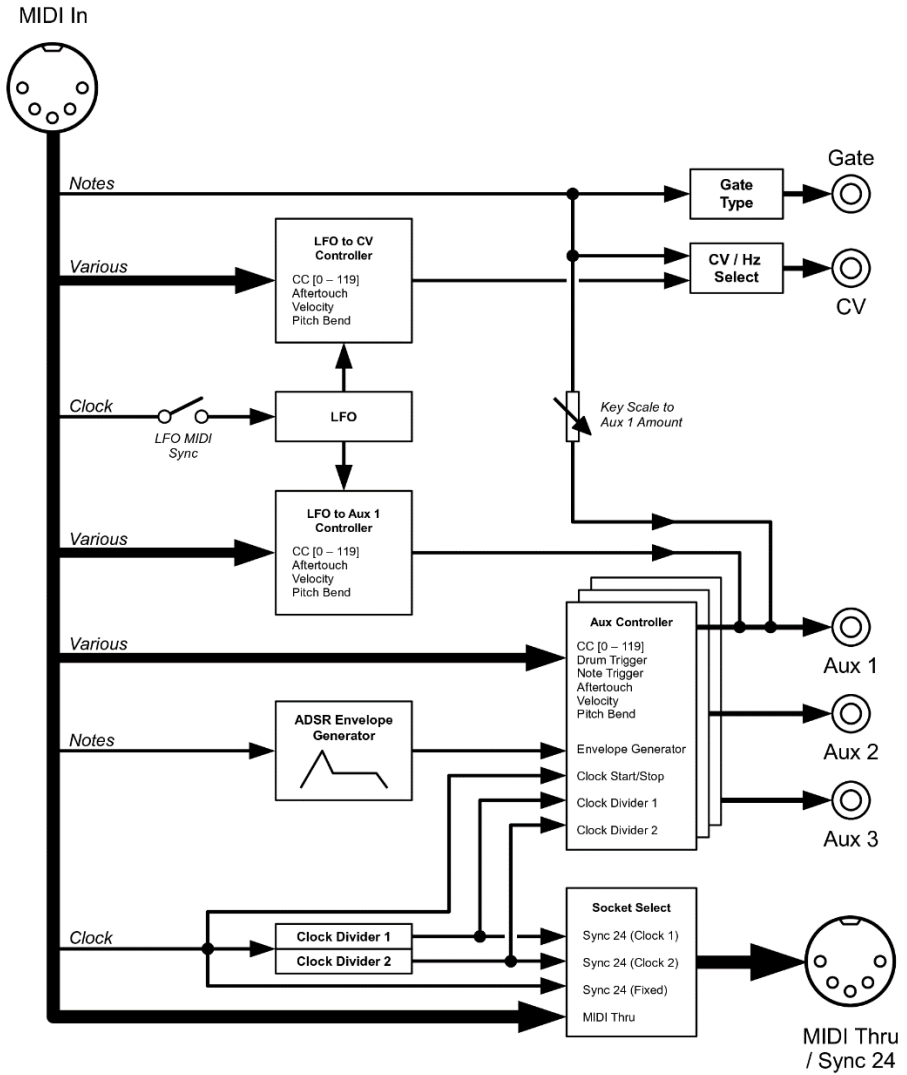 MIDI In
Notes
Gate
Type
Gate
Various
LFO to CV
Controller
CC [0 – 119]
Aftertouch
Velocity
Pitch Bend
CV / Hz
Select
CV
Clock
LFO MIDI
Sync
LFO
Key Scale to
Aux 1 Amount
Various
LFO to Aux 1
Controller
CC [0 – 119]
Aftertouch
Velocity
Pitch Bend
Various
Aux Controller
CC [0 – 119]
Drum Trigger
Note Trigger
Aftertouch
Velocity
Pitch Bend
Envelope Generator
Clock Start/Stop
Clock Divider 1
Clock Divider 2
Aux 1
Aux 2
Aux 3
Notes
ADSR Envelope
Generator
Clock
Clock Divider 1
Clock Divider 2
Socket Select
Sync 24 (Clock 1)
Sync 24 (Clock 2)
Sync 24 (Fixed)
MIDI Thru
MIDI Thru
/ Sync 24